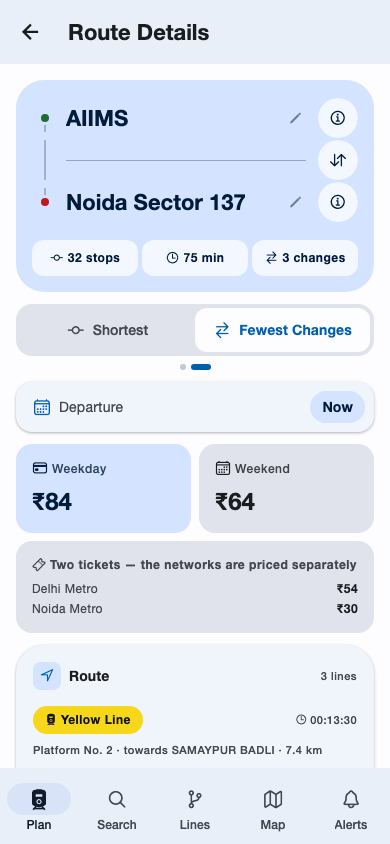 Route Details
AIIMS
Noida Sector 137
32 stops
75 min
3 changes
Shortest
Fewest Changes
Departure
Now
Weekday
₹84
Weekend
₹64
Two tickets — the networks are priced separately
Delhi Metro ₹54
Noida Metro ₹30
Route 3 lines
Yellow Line 00:13:30
Platform No. 2 · towards SAMAYPUR BADLI · 7.4 km
Plan
Search
Lines
Map
Alerts